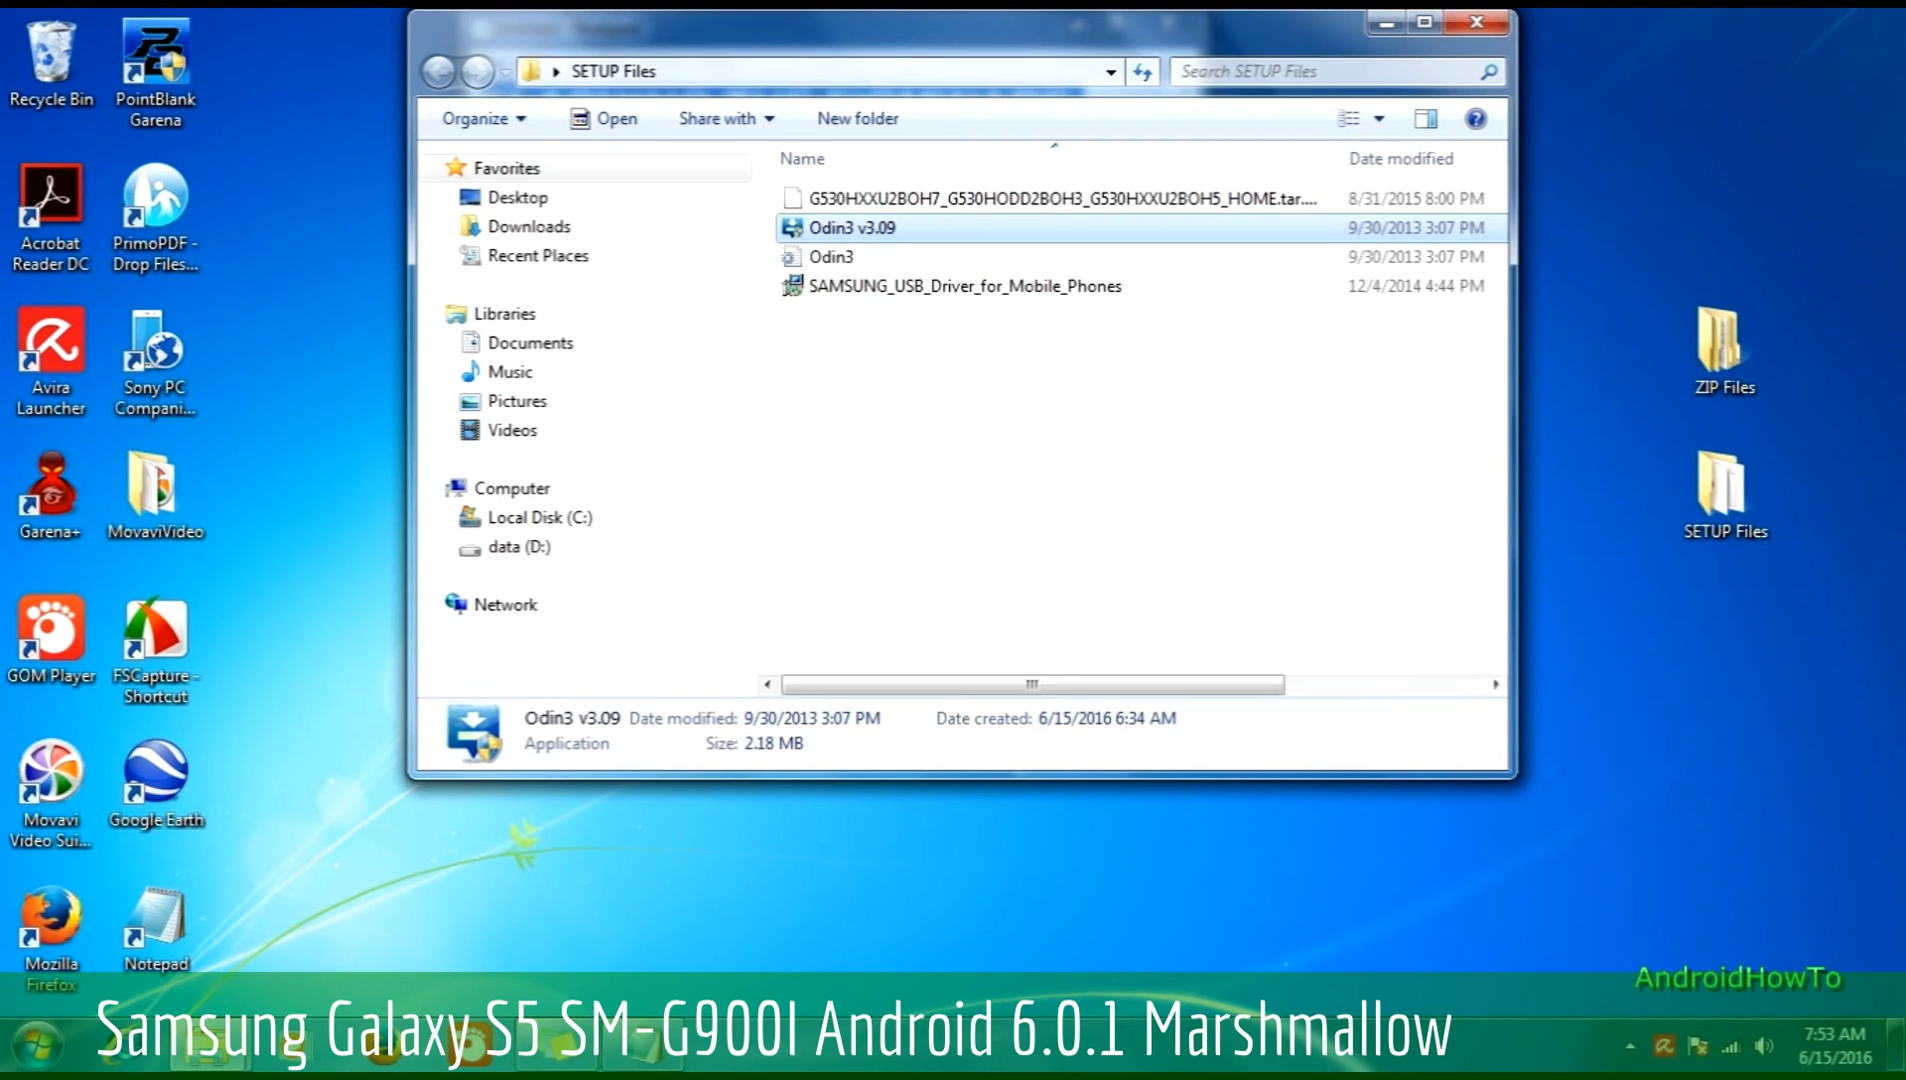 Recycle Bin
PointBlank
Garena
Acrobat
Reader DC
PrimoPDF -
Drop Files...
Avira
Launcher
Sony PC
Compani...
Garena+
MovaviVideo
GOM Player
FSCapture -
Shortcut
Movavi
Video Sui...
Google Earth
Mozilla
Firefox
Notepad
SETUP Files
Search SETUP Files
Organize
Open
Share with
New folder
Favorites
Desktop
Downloads
Recent Places
Libraries
Documents
Music
Pictures
Videos
Computer
Local Disk (C:)
data (D:)
Network
Name
Date modified
G530HXXU2BOH7_G530HODD2BOH3_G530HXXU2BOH5_HOME.tar.... 8/31/2015 8:00 PM
Odin3 v3.09 9/30/2013 3:07 PM
Odin3 9/30/2013 3:07 PM
SAMSUNG_USB_Driver_for_Mobile_Phones 12/4/2014 4:44 PM
Odin3 v3.09 Date modified: 9/30/2013 3:07 PM Date created: 6/15/2016 6:34 AM
Application Size: 2.18 MB
ZIP Files
SETUP Files
AndroidHowTo
Samsung Galaxy S5 SM-G900I Android 6.0.1 Marshmallow
7:53 AM
6/15/2016